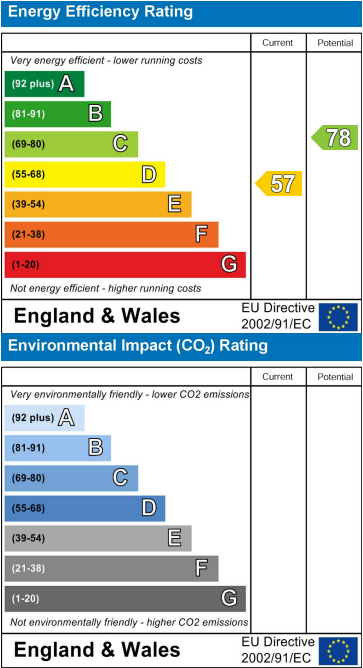 Energy Efficiency Rating
Current Potential
Very energy efficient - lower running costs
(92 plus) A
(81-91) B
(69-80) C
78
(55-68) D
57
(39-54) E
(21-38) F
(1-20) G
Not energy efficient - higher running costs
England & Wales
EU Directive
2002/91/EC
Environmental Impact (CO₂) Rating
Current Potential
Very environmentally friendly - lower CO2 emissions
(92 plus) A
(81-91) B
(69-80) C
(55-68) D
(39-54) E
(21-38) F
(1-20) G
Not environmentally friendly - higher CO2 emissions
England & Wales
EU Directive
2002/91/EC